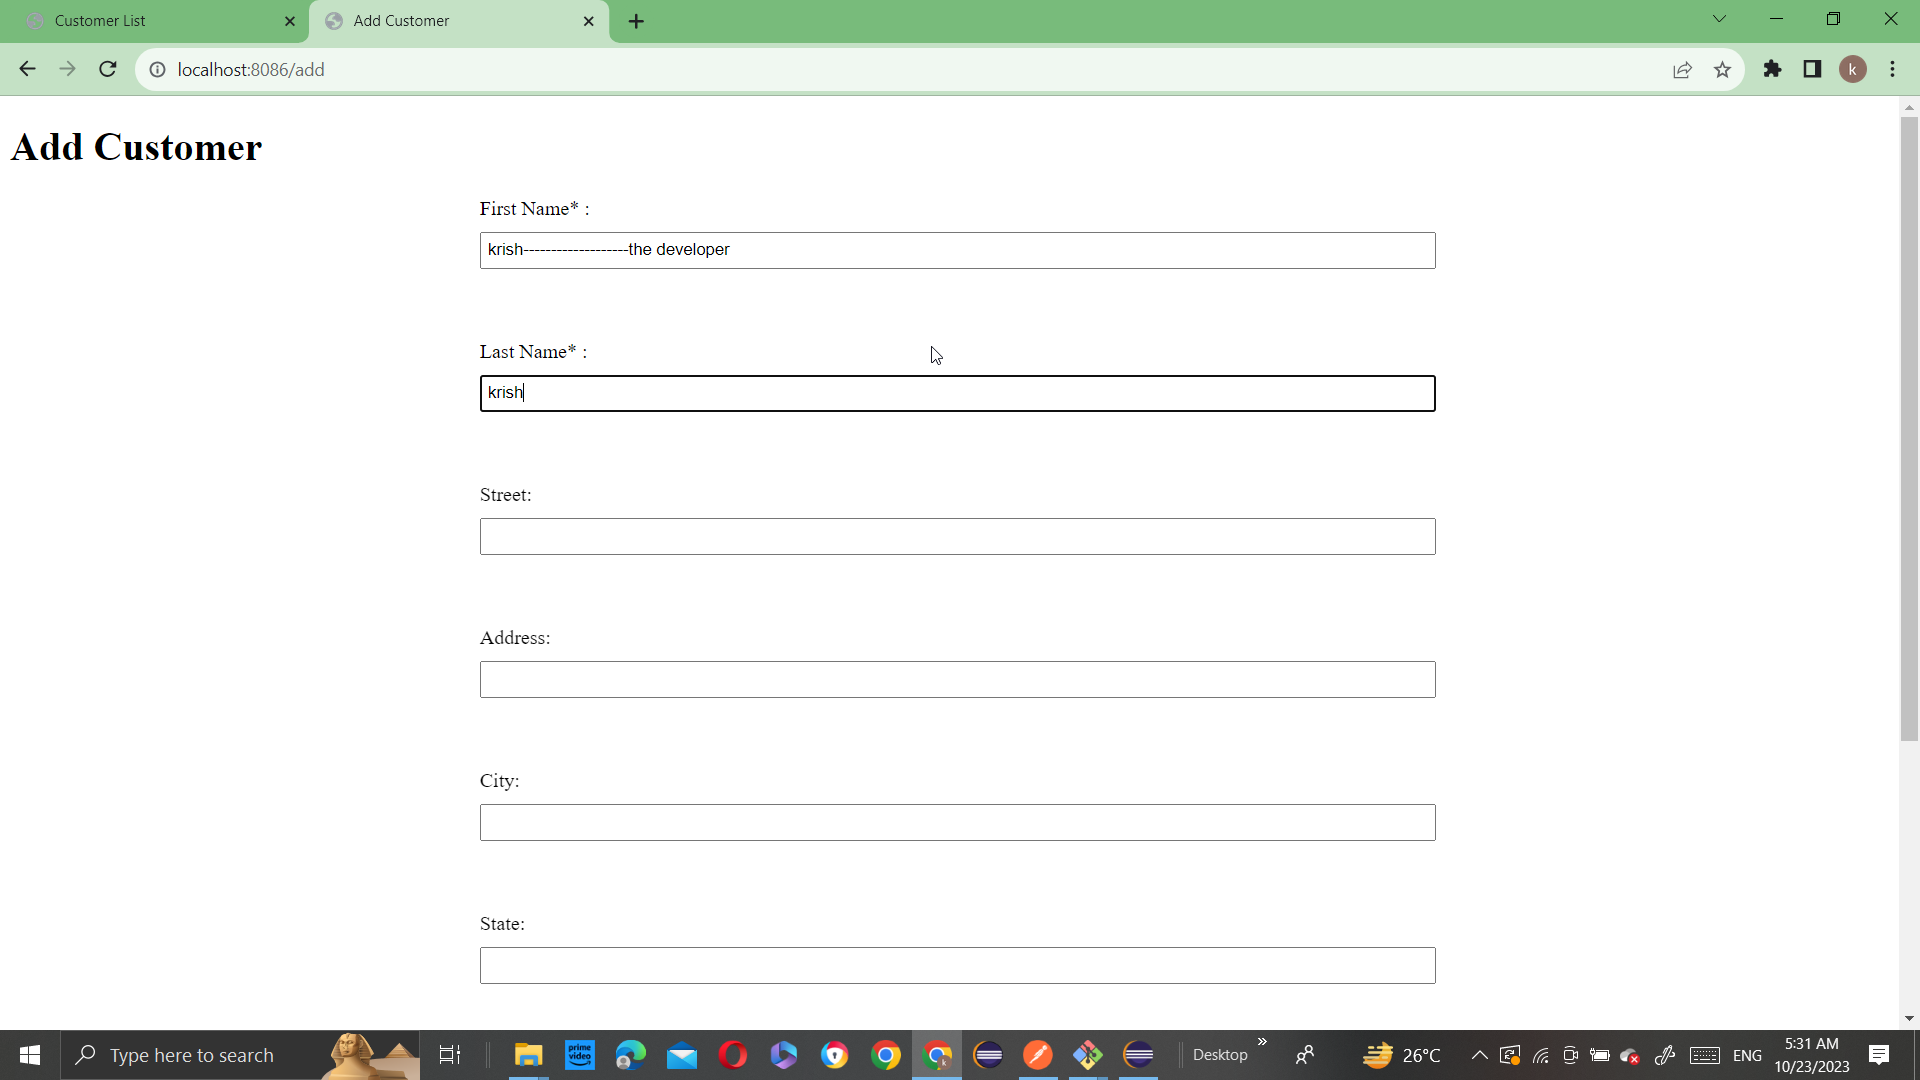 Customer List
Add Customer
localhost:8086/add
k
Add Customer
First Name* :
krish-------------------the developer
Last Name* :
krish
Street:
Address:
City:
State:
Type here to search
prime video
Desktop
26°C
ENG
5:31 AM
10/23/2023